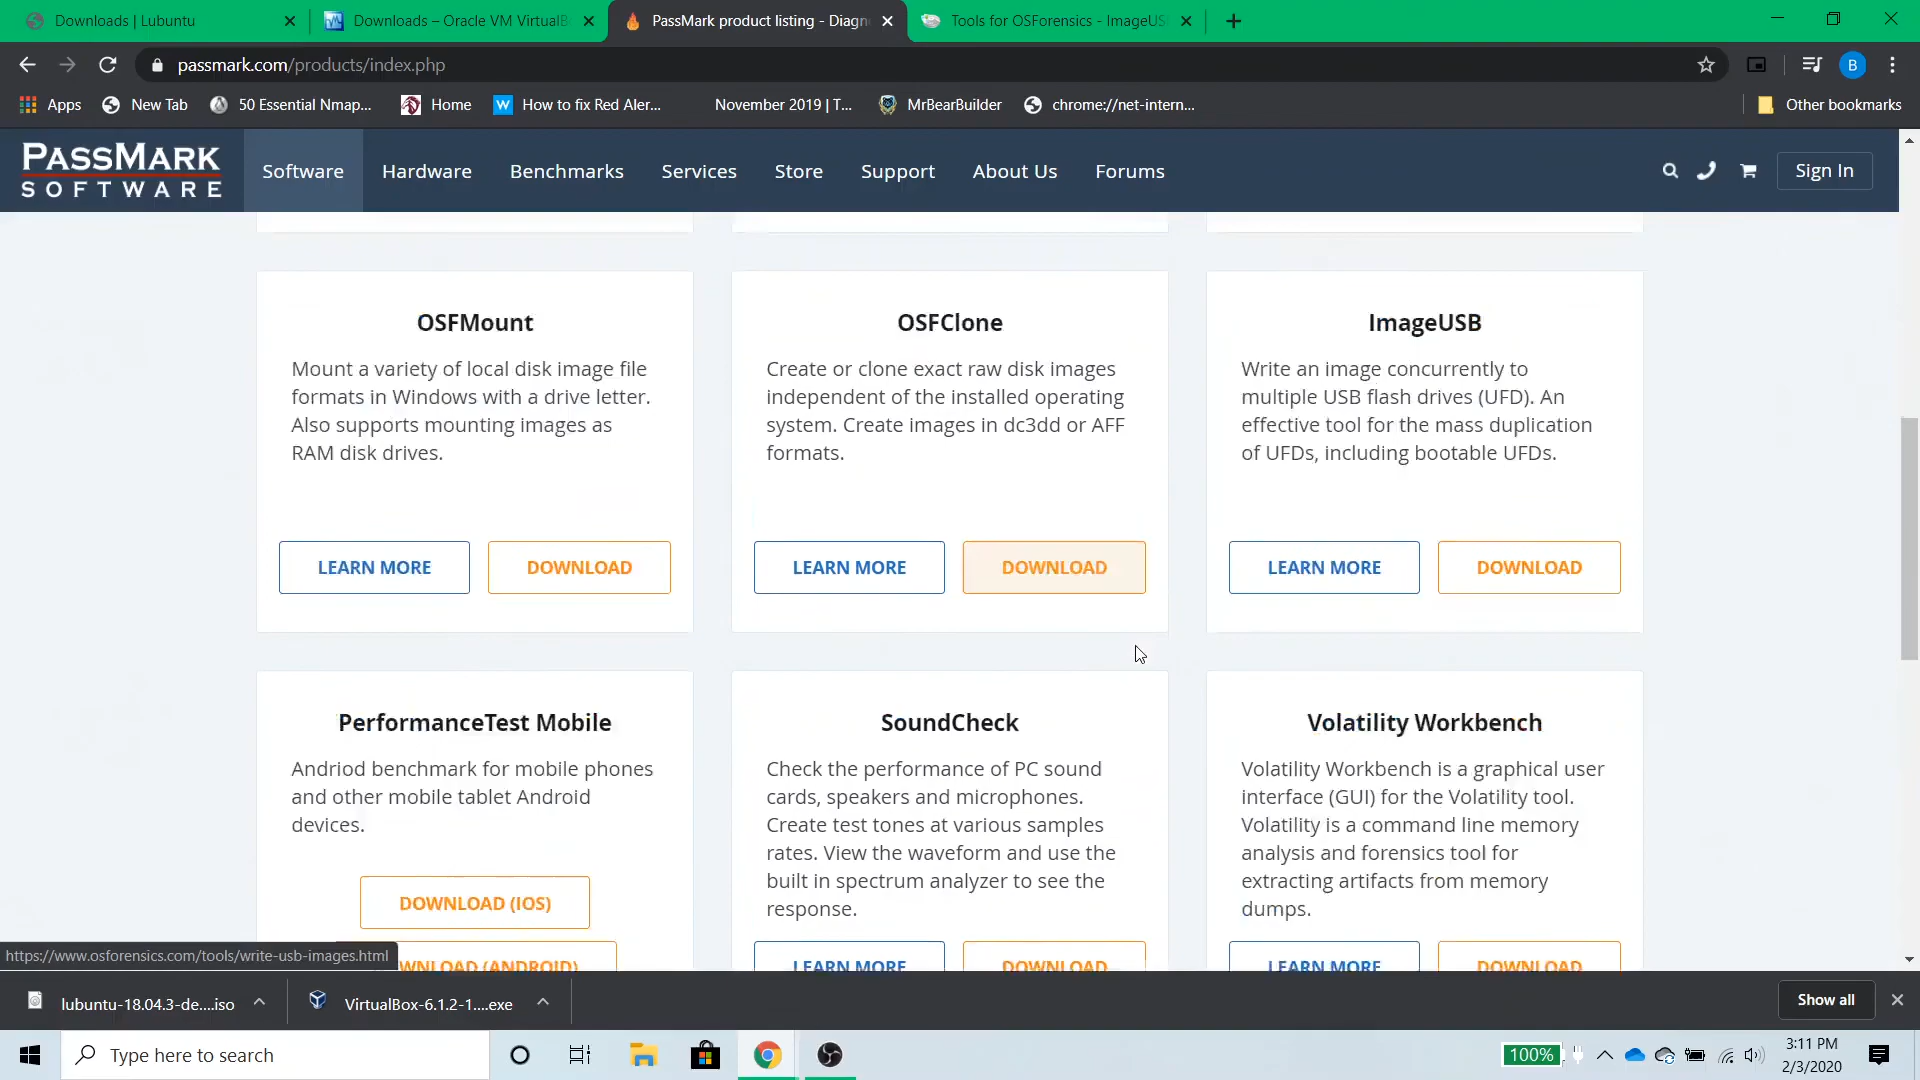 Downloads | Lubuntu
Downloads – Oracle VM VirtualB
PassMark product listing - Diagn
Tools for OSForensics - ImageUS
passmark.com/products/index.php
Apps
New Tab
50 Essential Nmap...
Home
How to fix Red Aler...
November 2019 | T...
MrBearBuilder
chrome://net-intern...
Other bookmarks
PASSMARK
SOFTWARE
Software
Hardware
Benchmarks
Services
Store
Support
About Us
Forums
Sign In
OSFMount
Mount a variety of local disk image file
formats in Windows with a drive letter.
Also supports mounting images as
RAM disk drives.
LEARN MORE
DOWNLOAD
OSFClone
Create or clone exact raw disk images
independent of the installed operating
system. Create images in dc3dd or AFF
formats.
LEARN MORE
DOWNLOAD
ImageUSB
Write an image concurrently to
multiple USB flash drives (UFD). An
effective tool for the mass duplication
of UFDs, including bootable UFDs.
LEARN MORE
DOWNLOAD
PerformanceTest Mobile
Andriod benchmark for mobile phones
and other mobile tablet Android
devices.
DOWNLOAD (IOS)
WNLOAD (ANDROID)
SoundCheck
Check the performance of PC sound
cards, speakers and microphones.
Create test tones at various samples
rates. View the waveform and use the
built in spectrum analyzer to see the
response.
LEARN MORE
DOWNLOAD
Volatility Workbench
Volatility Workbench is a graphical user
interface (GUI) for the Volatility tool.
Volatility is a command line memory
analysis and forensics tool for
extracting artifacts from memory
dumps.
LEARN MORE
DOWNLOAD
https://www.osforensics.com/tools/write-usb-images.html
lubuntu-18.04.3-de....iso
VirtualBox-6.1.2-1....exe
Show all
Type here to search
100%
3:11 PM
2/3/2020
B